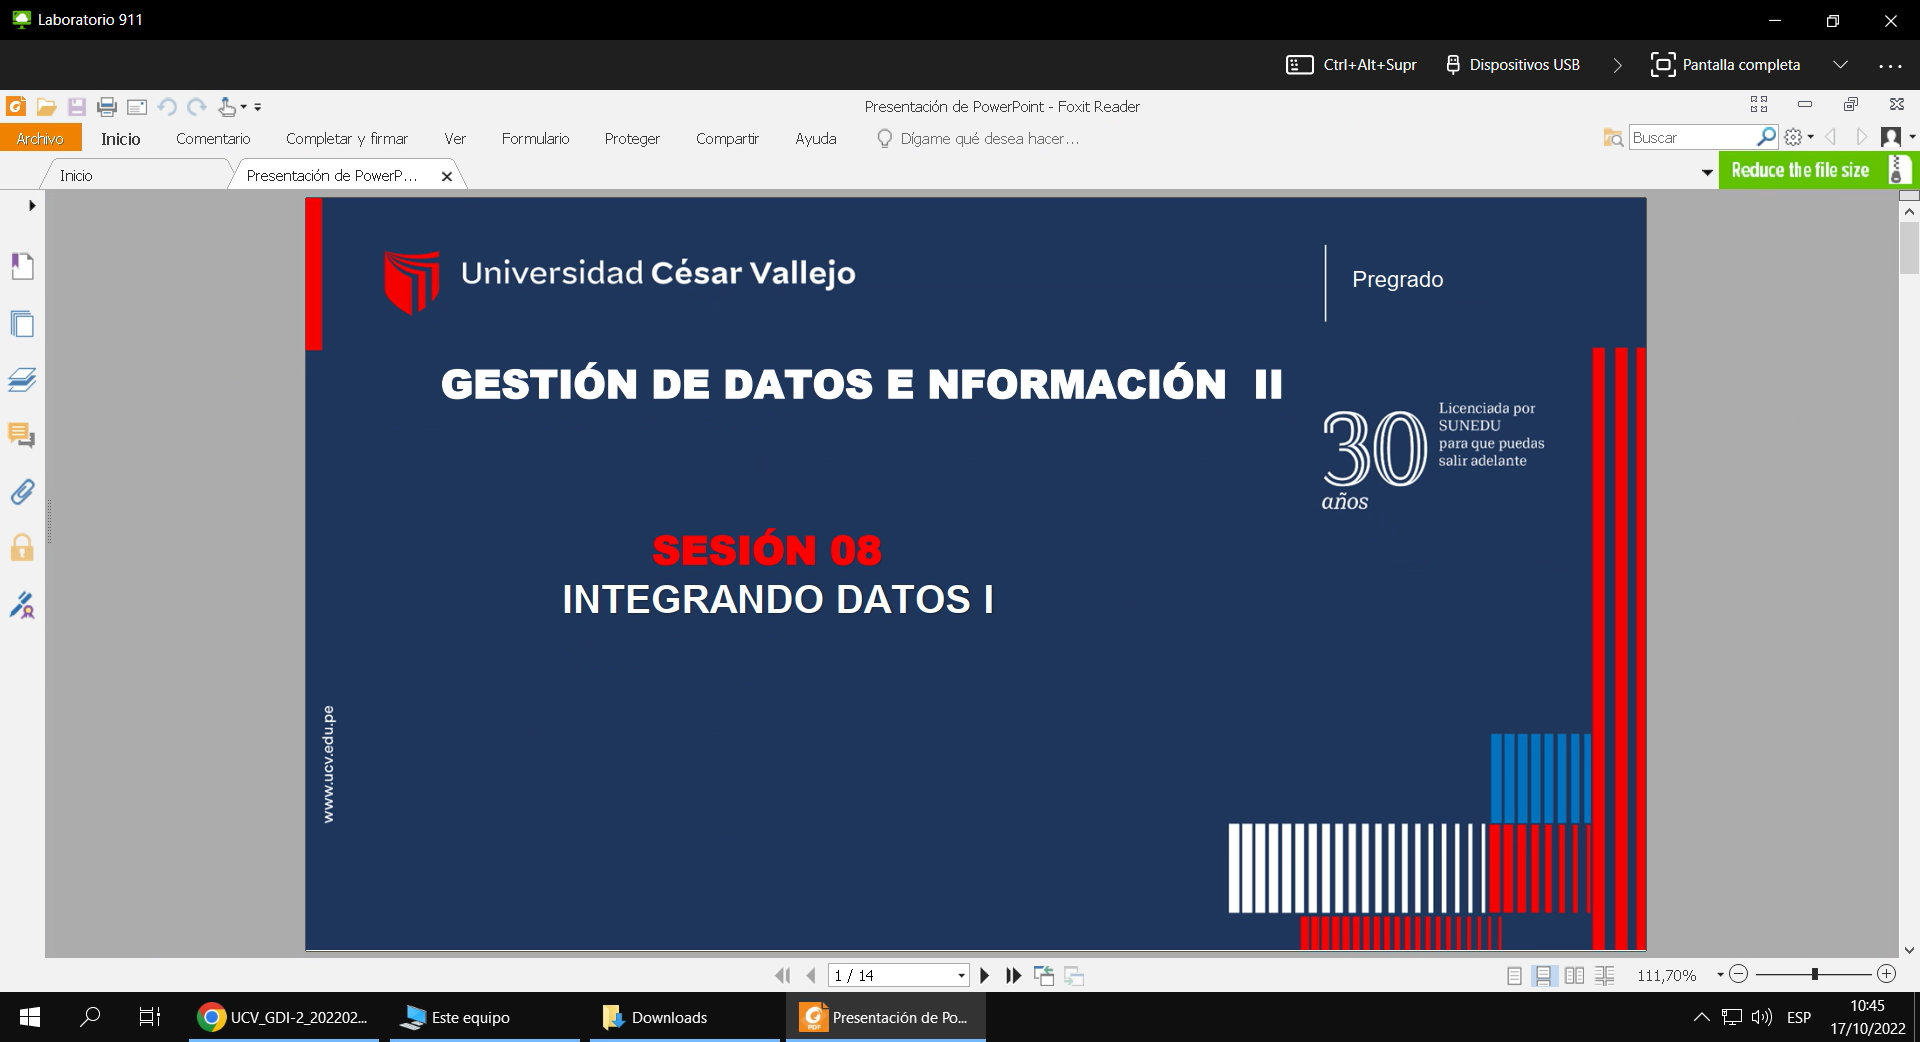 Laboratorio 911
Ctrl+Alt+Supr
Dispositivos USB
Pantalla completa
Presentación de PowerPoint - Foxit Reader
Archivo
Inicio
Comentario
Completar y firmar
Ver
Formulario
Proteger
Compartir
Ayuda
Dígame qué desea hacer...
Buscar
Inicio
Presentación de PowerP...
Reduce the file size
Universidad César Vallejo
Pregrado
GESTIÓN DE DATOS E NFORMACIÓN II
30
años
Licenciada por
SUNEDU
para que puedas
salir adelante
SESIÓN 08
INTEGRANDO DATOS I
www.ucv.edu.pe
1 / 14
111,70%
UCV_GDI-2_202202...
Este equipo
Downloads
PDF
Presentación de Po...
ESP
10:45
17/10/2022